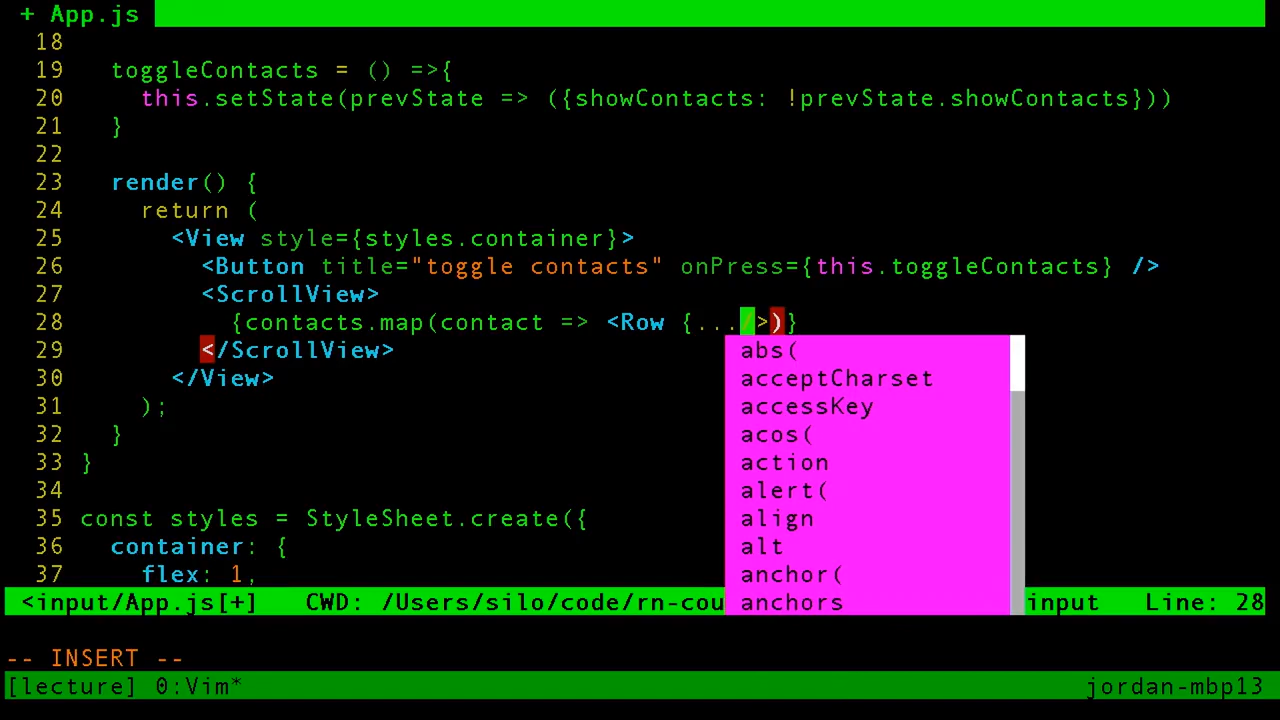 + App.js
18
19 toggleContacts = () =>{
20 this.setState(prevState => ({showContacts: !prevState.showContacts}))
21 }
22
23 render() {
24 return (
25 <View style={styles.container}>
26 <Button title="toggle contacts" onPress={this.toggleContacts} />
27 <ScrollView>
28 {contacts.map(contact => <Row {.../>)}
29 </ScrollView>
abs(
30 </View>
acceptCharset
31 );
accessKey
32 }
acos(
33 }
action
34
alert(
35 const styles = StyleSheet.create({
align
36 container: {
alt
37 flex: 1,
anchor(
<input/App.js[+] CWD: /Users/silo/code/rn-cou
anchors
input Line: 28
-- INSERT --
[lecture] 0:Vim* jordan-mbp13